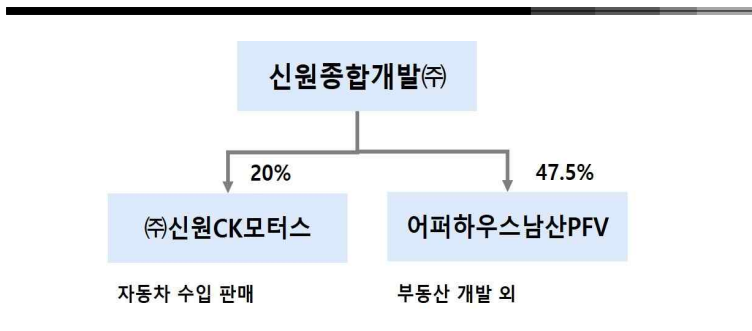 신원종합개발㈜
20%
47.5%
㈜신원CK모터스
어퍼하우스남산PFV
자동차 수입 판매
부동산 개발 외